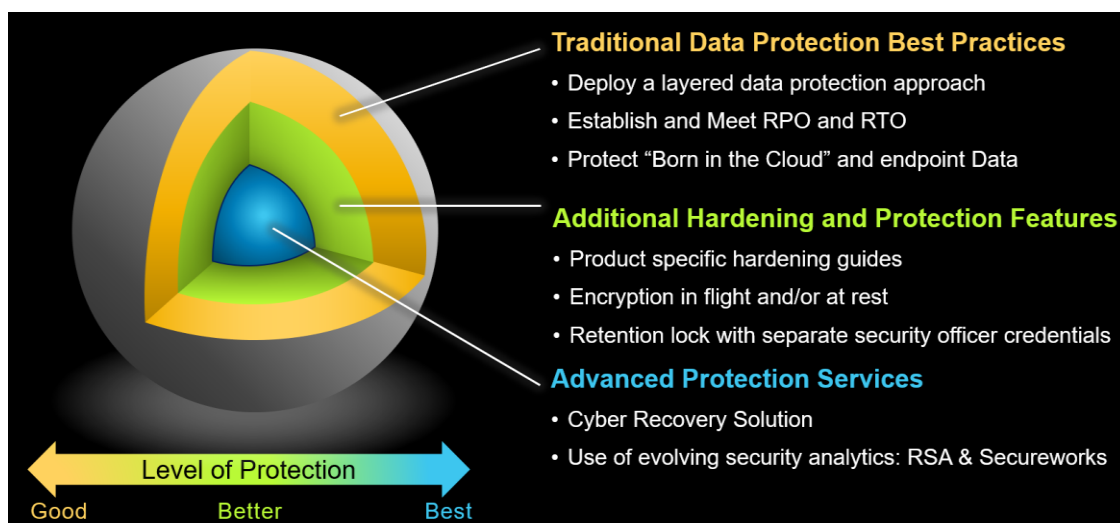 Traditional Data Protection Best Practices
• Deploy a layered data protection approach
• Establish and Meet RPO and RTO
• Protect “Born in the Cloud” and endpoint Data
Additional Hardening and Protection Features
• Product specific hardening guides
• Encryption in flight and/or at rest
• Retention lock with separate security officer credentials
Advanced Protection Services
• Cyber Recovery Solution
• Use of evolving security analytics: RSA & Secureworks
Level of Protection
Good Better Best